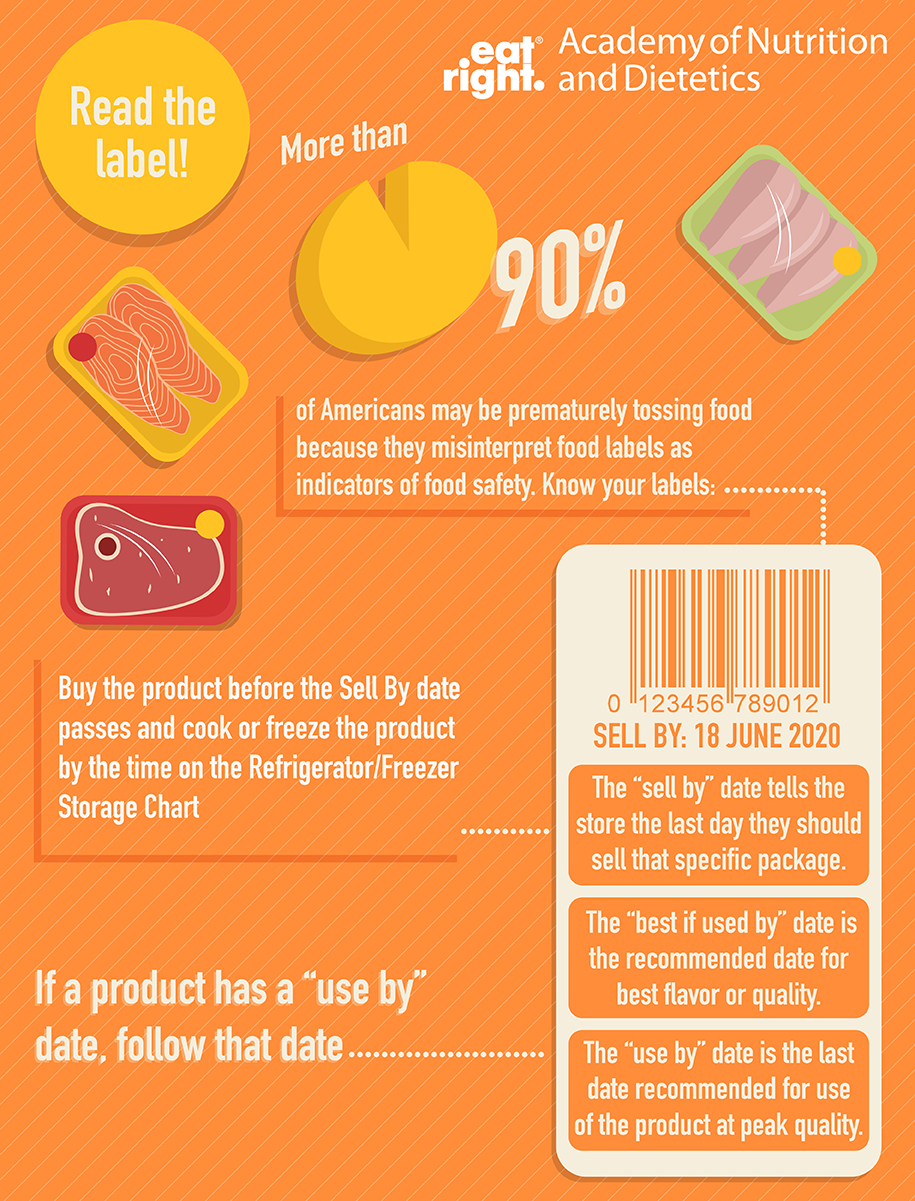 Read the
label!
eat®
right.
Academy of Nutrition
and Dietetics
More than
90%
of Americans may be prematurely tossing food
because they misinterpret food labels as
indicators of food safety. Know your labels:
0 123456 789012
SELL BY: 18 JUNE 2020
Buy the product before the Sell By date
passes and cook or freeze the product
by the time on the Refrigerator/Freezer
Storage Chart
The “sell by” date tells the
store the last day they should
sell that specific package.
The “best if used by” date is
the recommended date for
best flavor or quality.
If a product has a “use by”
date, follow that date
The “use by” date is the last
date recommended for use
of the product at peak quality.